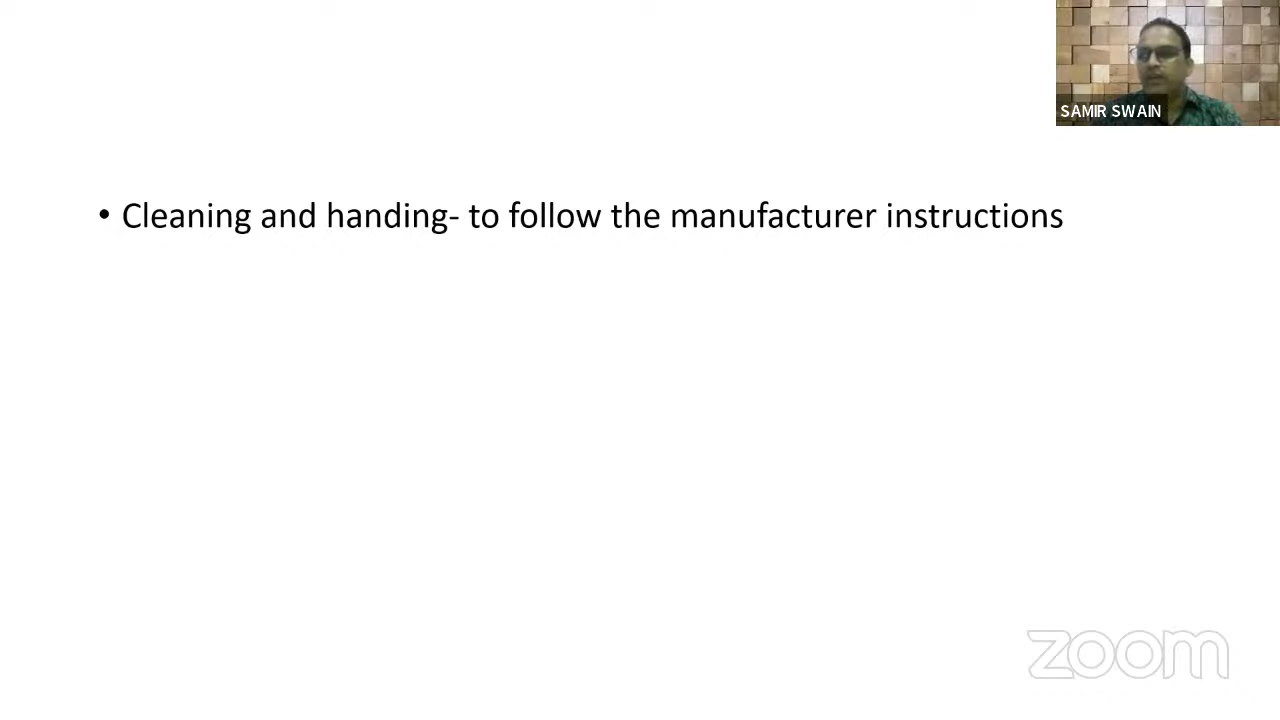 SAMIR SWAIN
• Cleaning and handing- to follow the manufacturer instructions
zoom